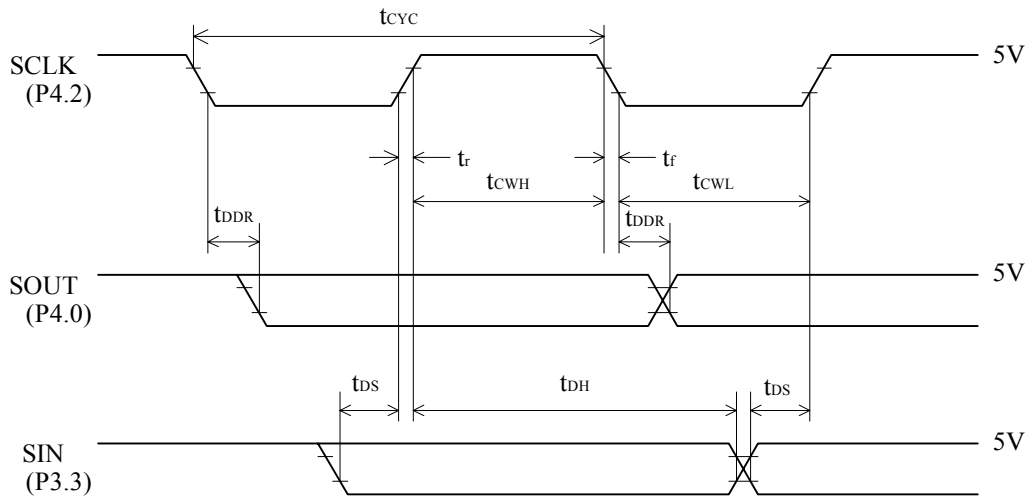 tCYC
SCLK
(P4.2)
5V
tr
tf
tCWH
tCWL
tDDR
tDDR
SOUT
(P4.0)
5V
tDS
tDH
tDS
SIN
(P3.3)
5V